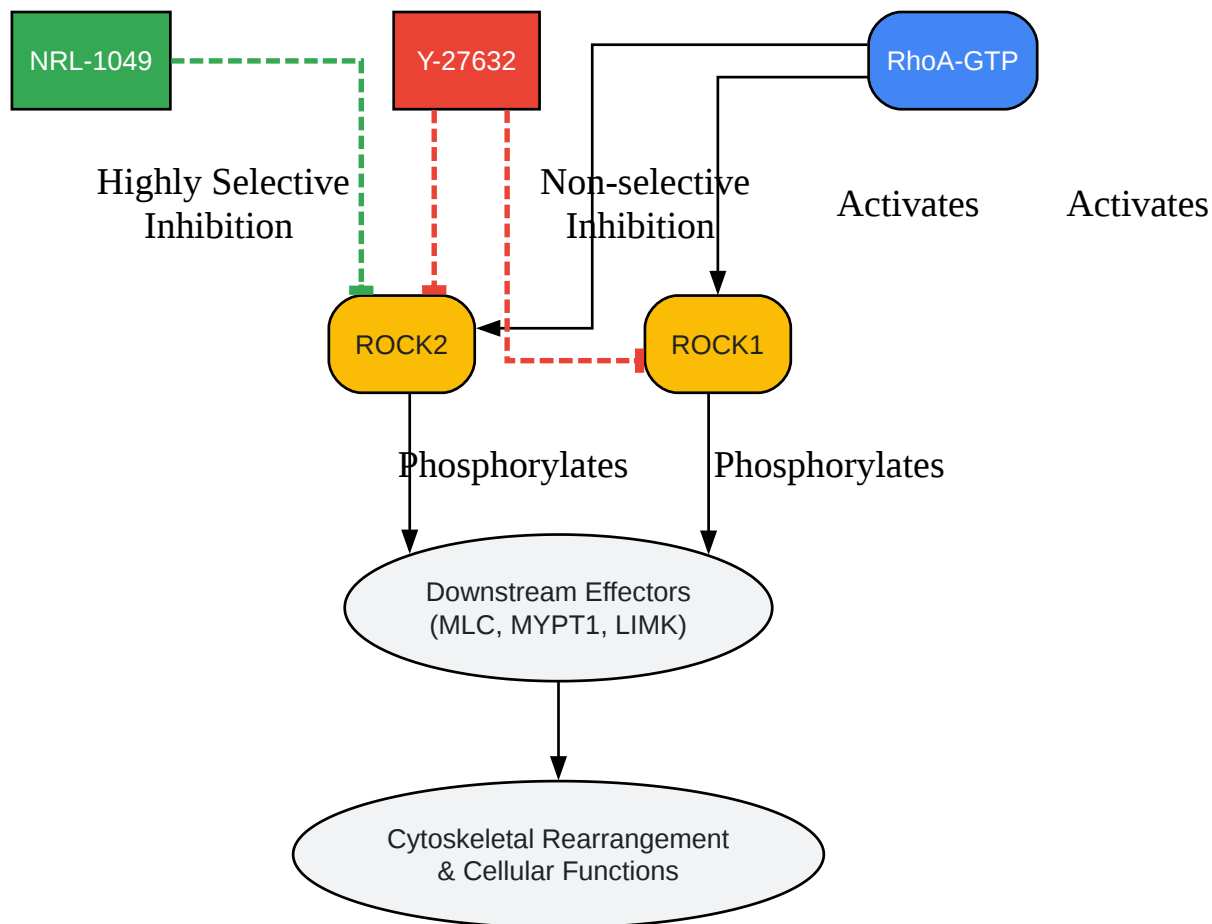 NRL-1049
Y-27632
RhoA-GTP
Highly Selective
Inhibition
Non-selective
Inhibition
Activates
Activates
ROCK2
ROCK1
Phosphorylates
Phosphorylates
Downstream Effectors
(MLC, MYPT1, LIMK)
Cytoskeletal Rearrangement
& Cellular Functions